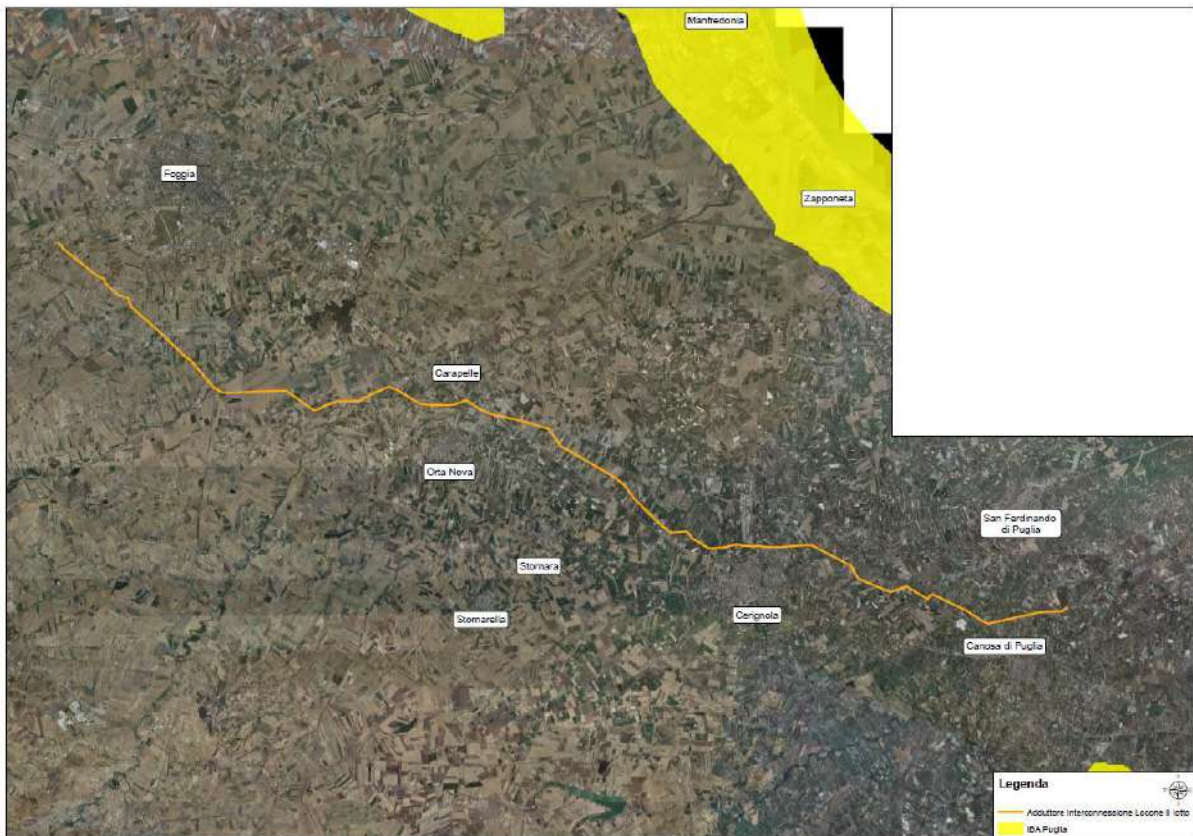 Manfredonia
Foggia
Zapponeta
Carapelle
Orta Nova
San Ferdinando
di Puglia
Stornara
Stornarella
Cerignola
Canosa di Puglia
Legenda
Adduttore Interconnessione Locone II lotto
IBA Puglia